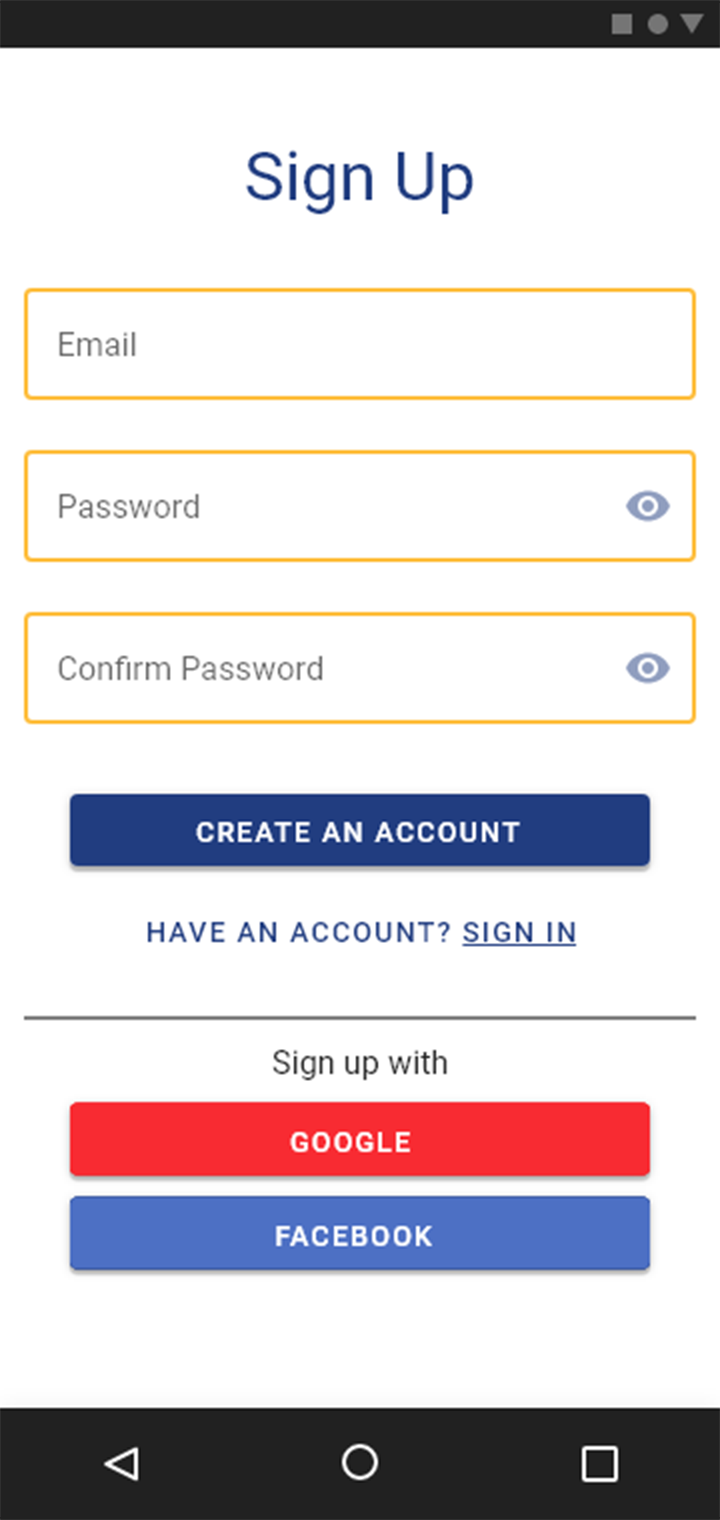 Sign Up
Email
Password
Confirm Password
CREATE AN ACCOUNT
HAVE AN ACCOUNT? SIGN IN
Sign up with
GOOGLE
FACEBOOK